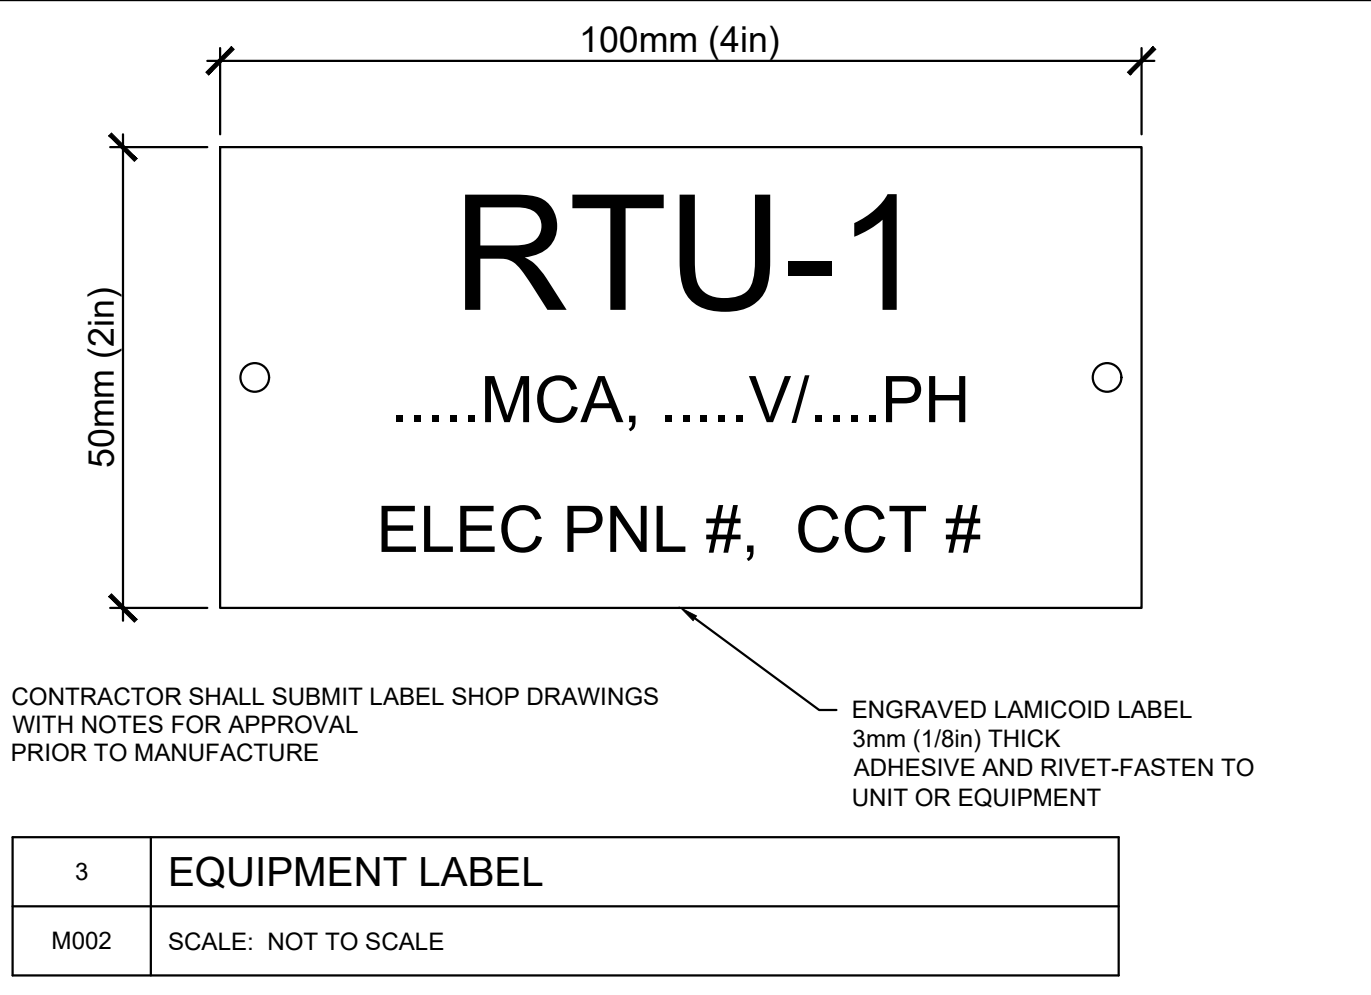 100mm (4in)
50mm (2in)
RTU-1
.....MCA, .....V/....PH
ELEC PNL #, CCT #
CONTRACTOR SHALL SUBMIT LABEL SHOP DRAWINGS
WITH NOTES FOR APPROVAL
PRIOR TO MANUFACTURE
ENGRAVED LAMICOID LABEL
3mm (1/8in) THICK
ADHESIVE AND RIVET-FASTEN TO
UNIT OR EQUIPMENT
3
EQUIPMENT LABEL
M002
SCALE: NOT TO SCALE